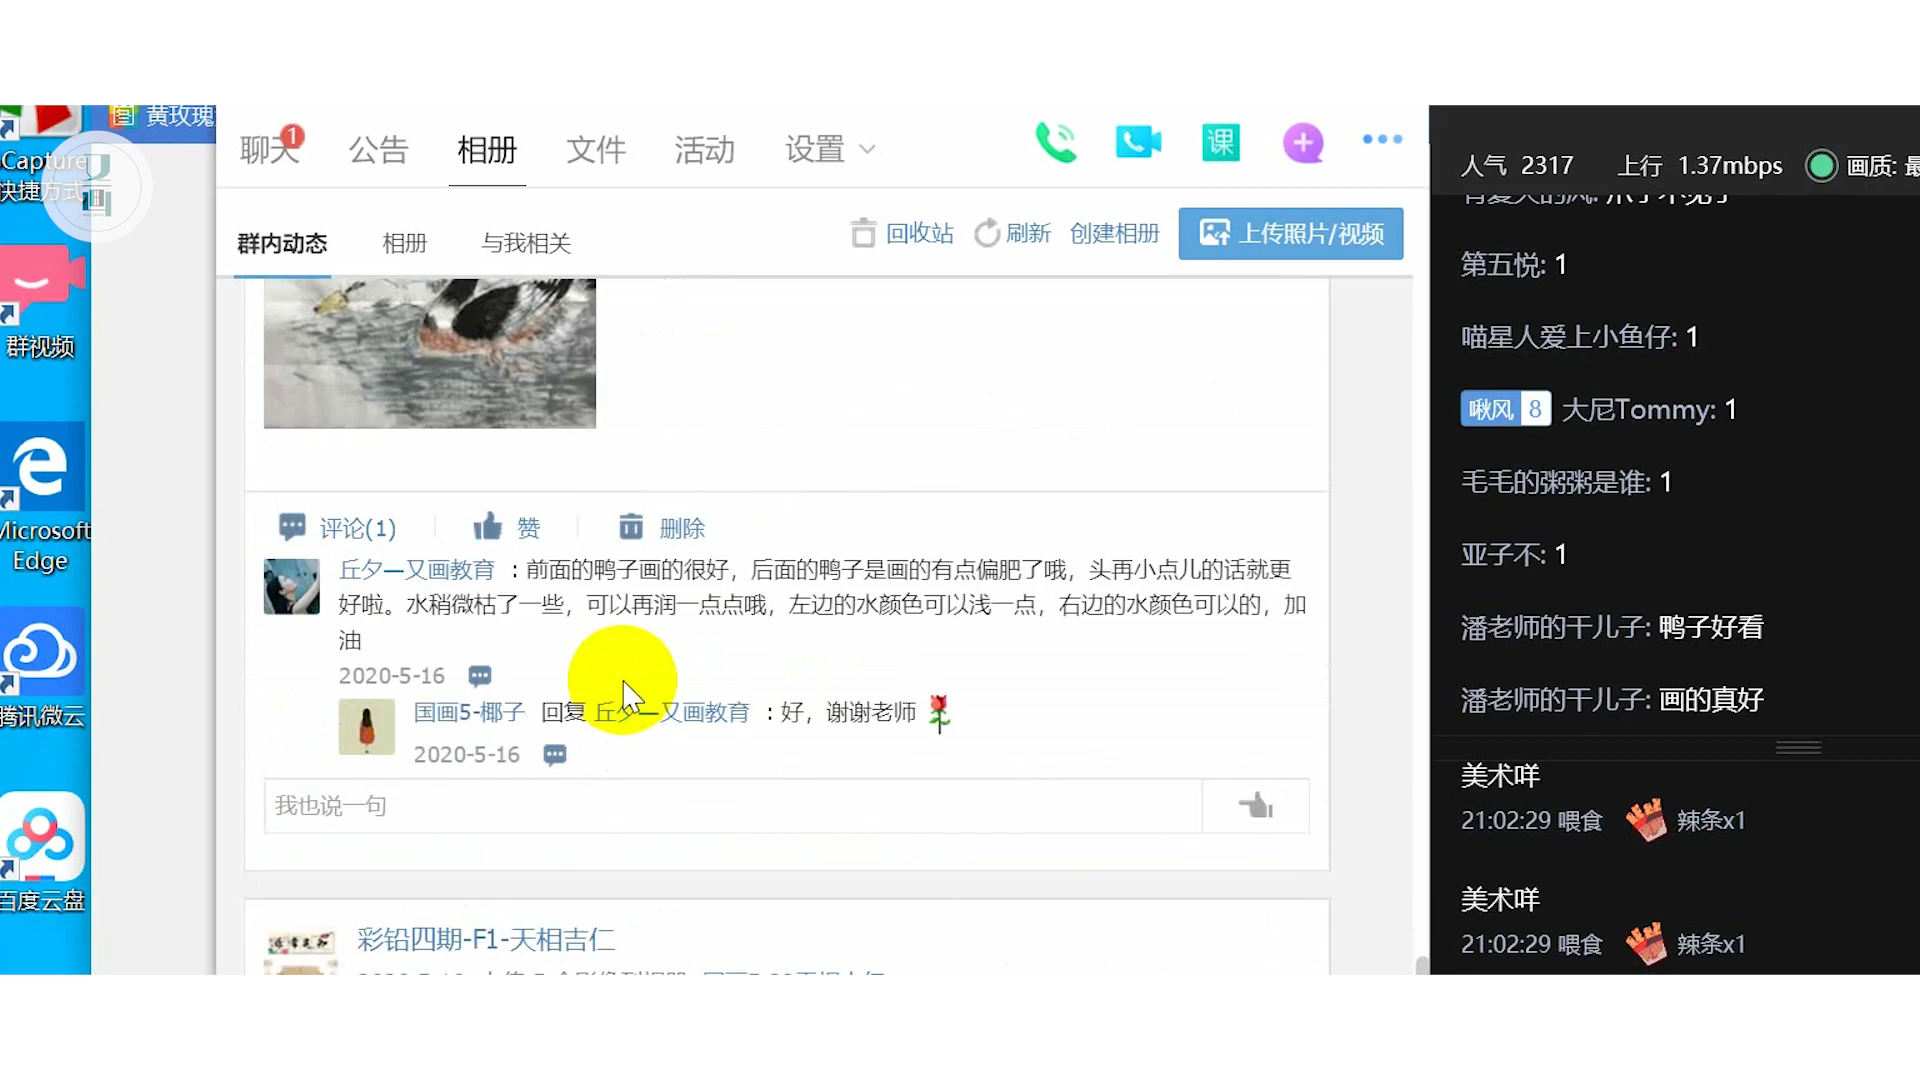 黄玫瑰
Capture
快捷方式
群视频
Microsoft
Edge
腾讯微云
百度云盘
聊天 1 公告 相册 文件 活动 设置
课
群内动态 相册 与我相关 回收站 刷新 创建相册 上传照片/视频
评论(1) 赞 删除
丘夕—又画教育 ：前面的鸭子画的很好，后面的鸭子是画的有点偏肥了哦，头再小点儿的话就更
好啦。水稍微枯了一些，可以再润一点点哦，左边的水颜色可以浅一点，右边的水颜色可以的，加
油
2020-5-16
国画5-椰子 回复 丘夕—又画教育 ：好，谢谢老师
2020-5-16
我也说一句
彩铅四期-F1-天相吉仁
人气 2317 上行 1.37mbps 画质: 最
第五悦: 1
喵星人爱上小鱼仔: 1
啾风 8 大尼Tommy: 1
毛毛的粥粥是谁: 1
亚子不: 1
潘老师的干儿子: 鸭子好看
潘老师的干儿子: 画的真好
美术咩
21:02:29 喂食 辣条x1
美术咩
21:02:29 喂食 辣条x1